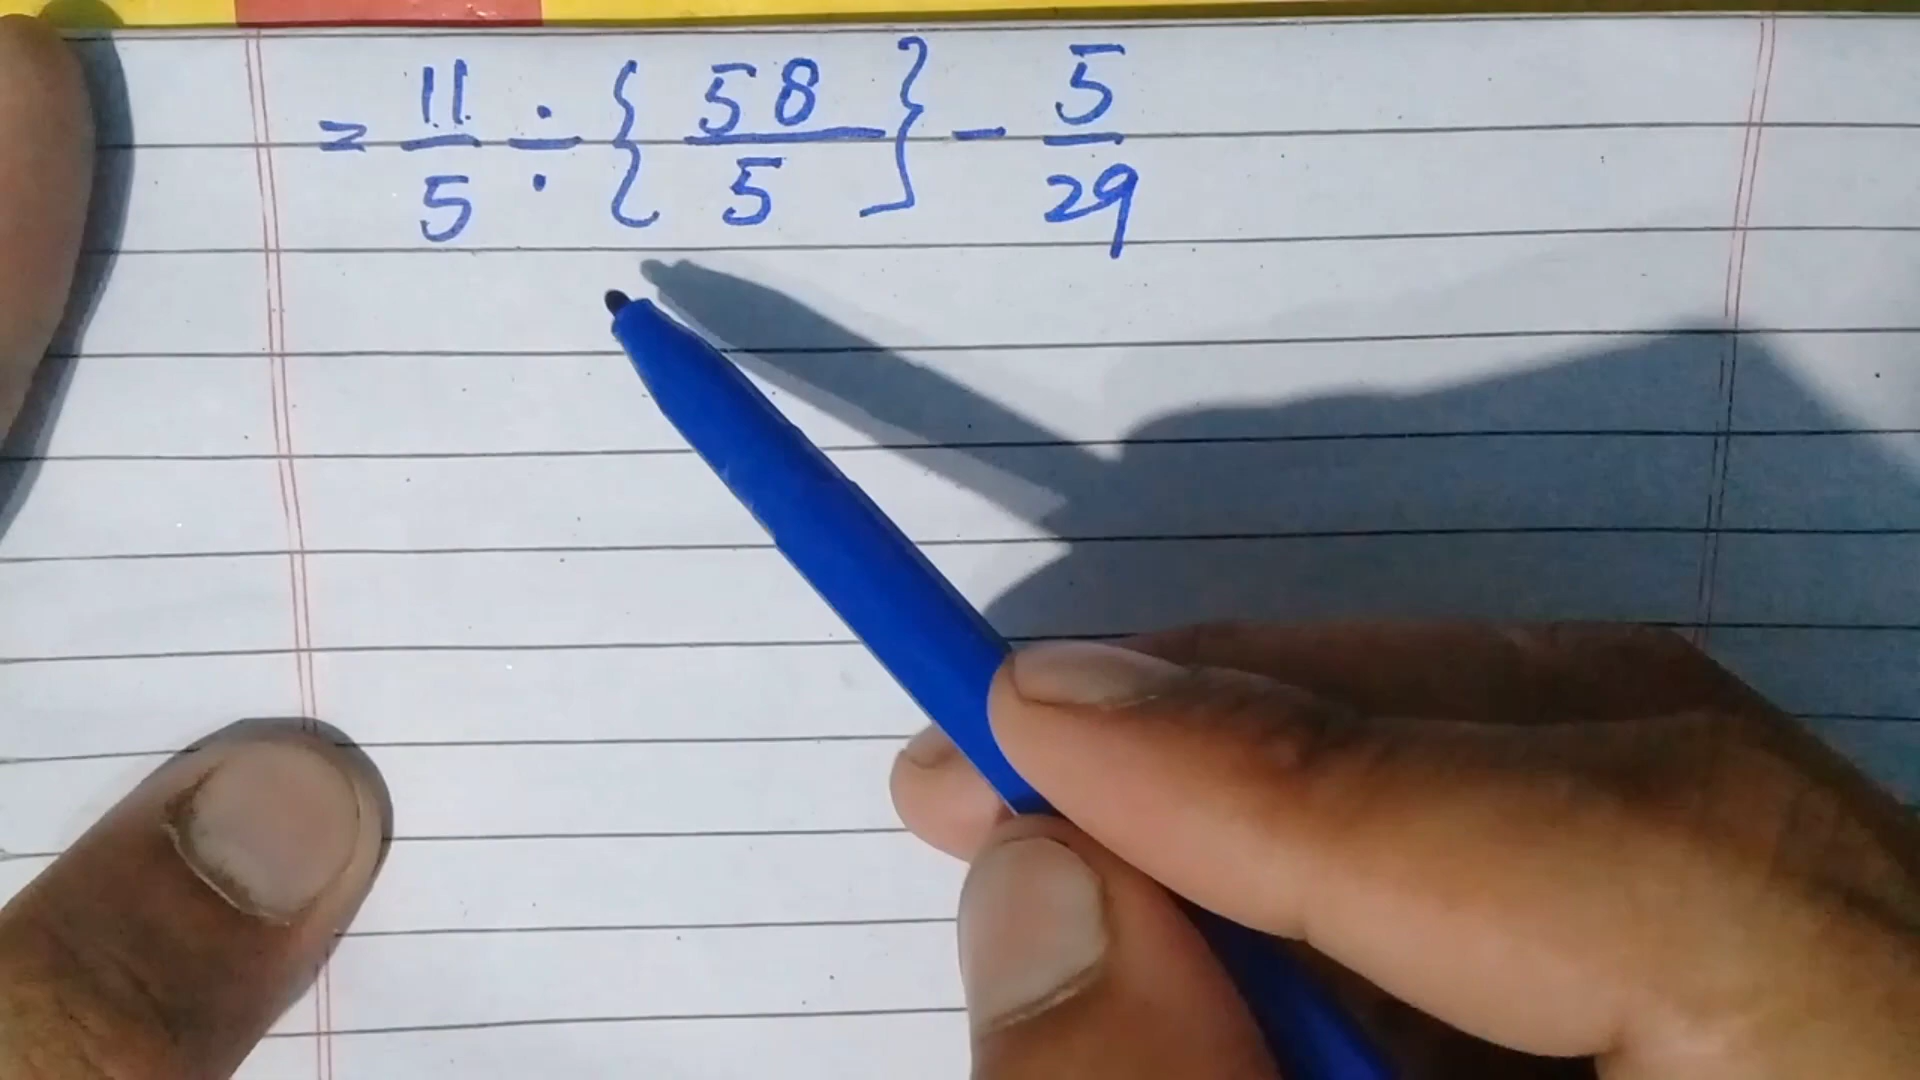 = 11/5 ÷ { 58/5 } - 5/29